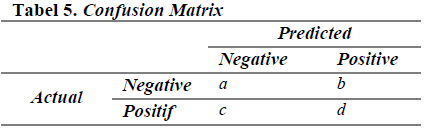 Tabel 5. Confusion Matrix
Predicted
Negative Positive
Actual Negative a b
Positif c d